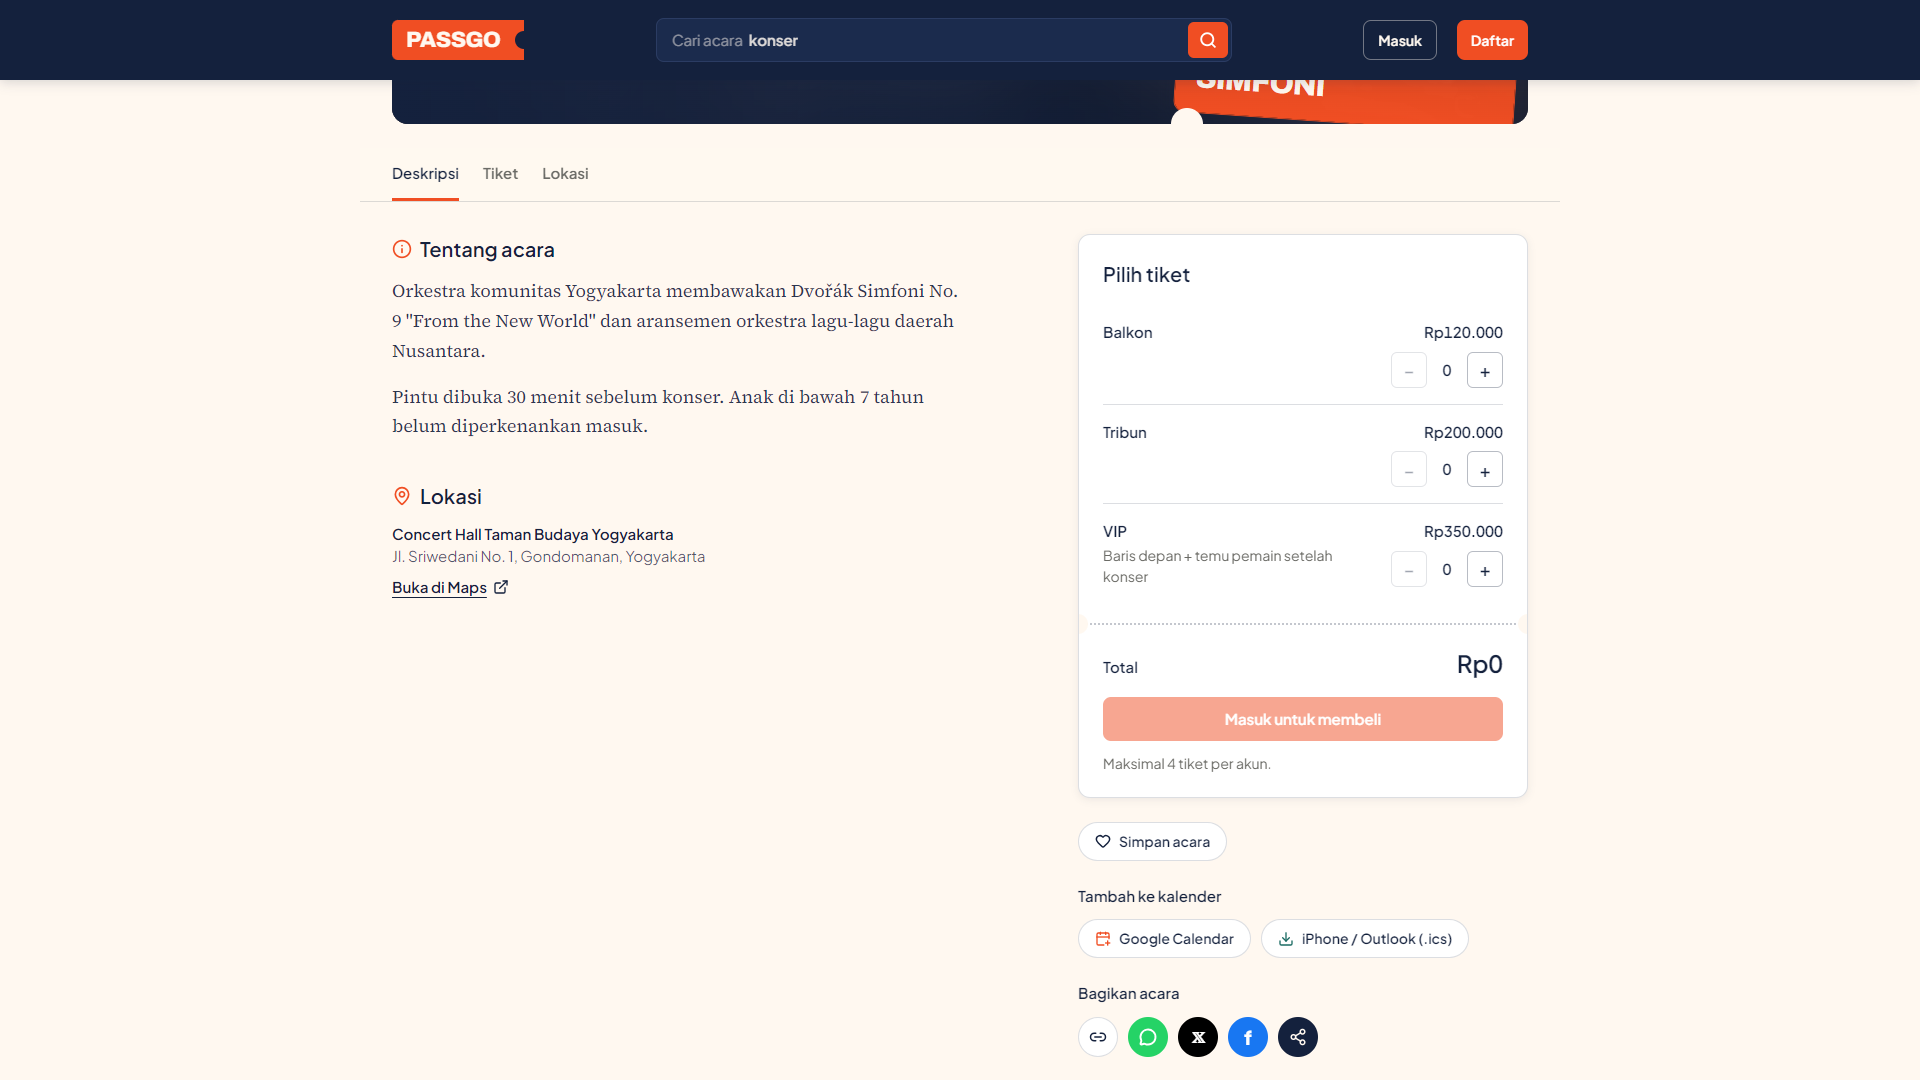 PASSGO
Cari acara konser
Masuk
Daftar
SIMFONI
Deskripsi
Tiket
Lokasi
Tentang acara
Orkestra komunitas Yogyakarta membawakan Dvořák Simfoni No.
9 "From the New World" dan aransemen orkestra lagu-lagu daerah
Nusantara.
Pintu dibuka 30 menit sebelum konser. Anak di bawah 7 tahun
belum diperkenankan masuk.
Lokasi
Concert Hall Taman Budaya Yogyakarta
Jl. Sriwedani No. 1, Gondomanan, Yogyakarta
Buka di Maps
Pilih tiket
Balkon
Rp120.000
− 0 +
Tribun
Rp200.000
− 0 +
VIP
Rp350.000
Baris depan + temu pemain setelah
konser
− 0 +
Total
Rp0
Masuk untuk membeli
Maksimal 4 tiket per akun.
Simpan acara
Tambah ke kalender
Google Calendar
iPhone / Outlook (.ics)
Bagikan acara